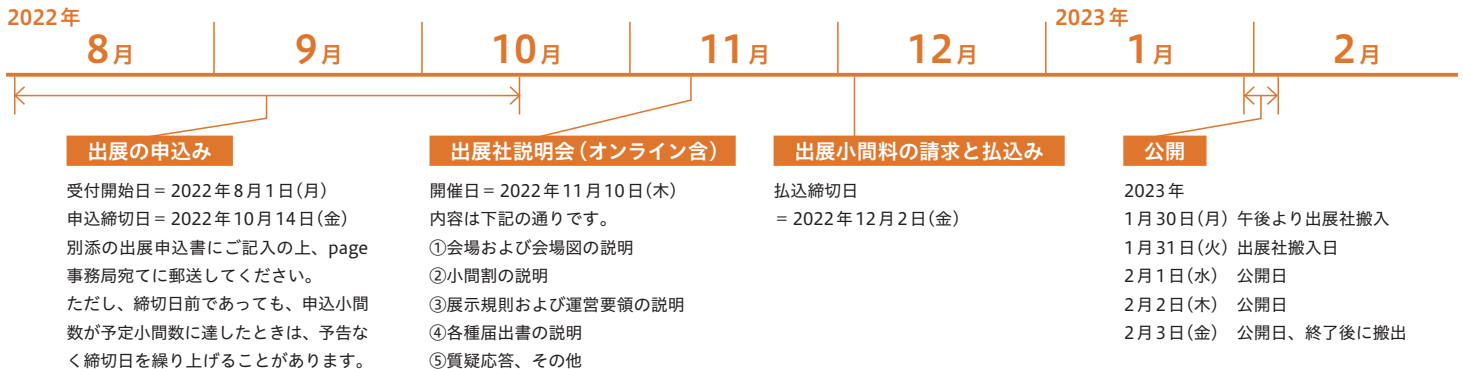 2022年
2023年
8月
9月
10月
11月
12月
1月
2月
出展の申込み
受付開始日＝2022年8月1日(月)
申込締切日＝2022年10月14日(金)
別添の出展申込書にご記入の上、page
事務局宛てに郵送してください。
ただし、締切日前であっても、申込小間
数が予定小間数に達したときは、予告な
く締切日を繰り上げることがあります。
出展社説明会（オンライン含）
開催日＝2022年11月10日(木)
内容は下記の通りです。
①会場および会場図の説明
②小間割の説明
③展示規則および運営要領の説明
④各種届出書の説明
⑤質疑応答、その他
出展小間料の請求と払込み
払込締切日
＝2022年12月2日(金)
公開
2023年
1月30日(月) 午後より出展社搬入
1月31日(火) 出展社搬入日
2月1日(水) 公開日
2月2日(木) 公開日
2月3日(金) 公開日、終了後に搬出